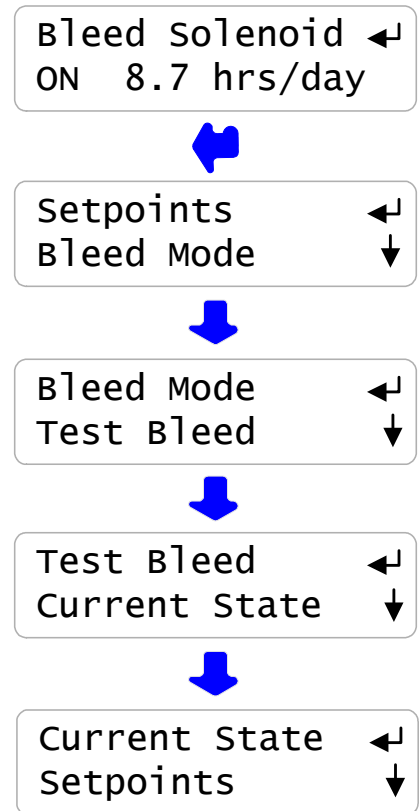 Bleed Solenoid
ON 8.7 hrs/day
Setpoints
Bleed Mode
Bleed Mode
Test Bleed
Test Bleed
Current State
Current State
Setpoints